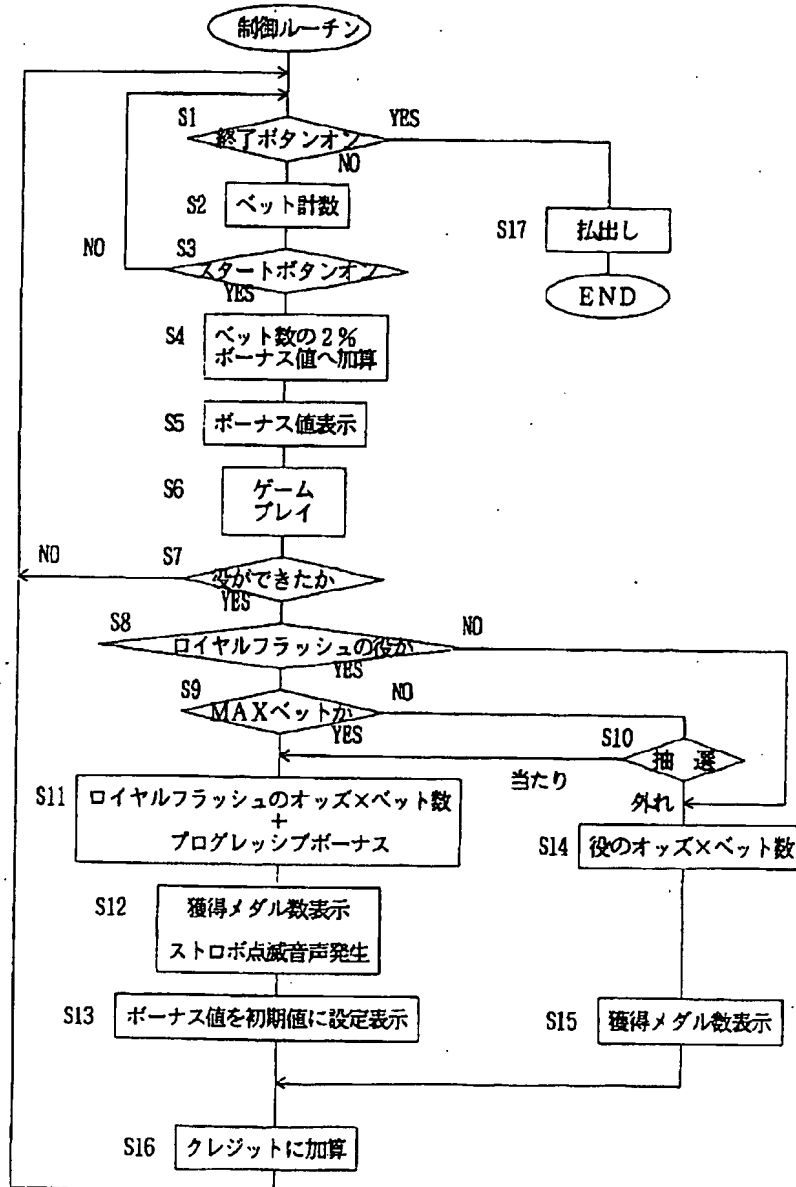 制御ルーチン
S1
終了ボタンオン
YES
NO
S2
ベット計数
S17
払出し
NO
S3
スタートボタンオン
YES
END
S4
ベット数の2%
ボーナス値へ加算
S5
ボーナス値表示
S6
ゲーム
プレイ
NO
S7
役ができたか
YES
S8
ロイヤルフラッシュの役か
NO
YES
S9
MAXベットか
NO
YES
S10
抽 選
当たり
外れ
S11
ロイヤルフラッシュのオッズ×ベット数
+
プログレッシブボーナス
S14
役のオッズ×ベット数
S12
獲得メダル数表示
ストロボ点滅音声発生
S13
ボーナス値を初期値に設定表示
S15
獲得メダル数表示
S16
クレジットに加算